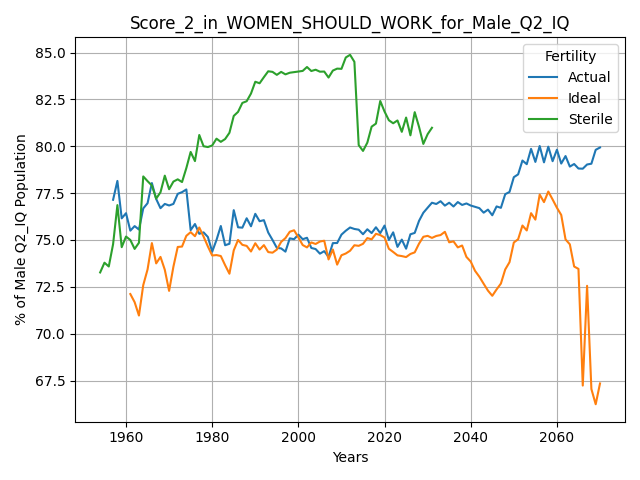 Score_2_in_WOMEN_SHOULD_WORK_for_Male_Q2_IQ
% of Male Q2_IQ Population
85.0
82.5
80.0
77.5
75.0
72.5
70.0
67.5
Fertility
Actual
Ideal
Sterile
1960 1980 2000 2020 2040 2060
Years